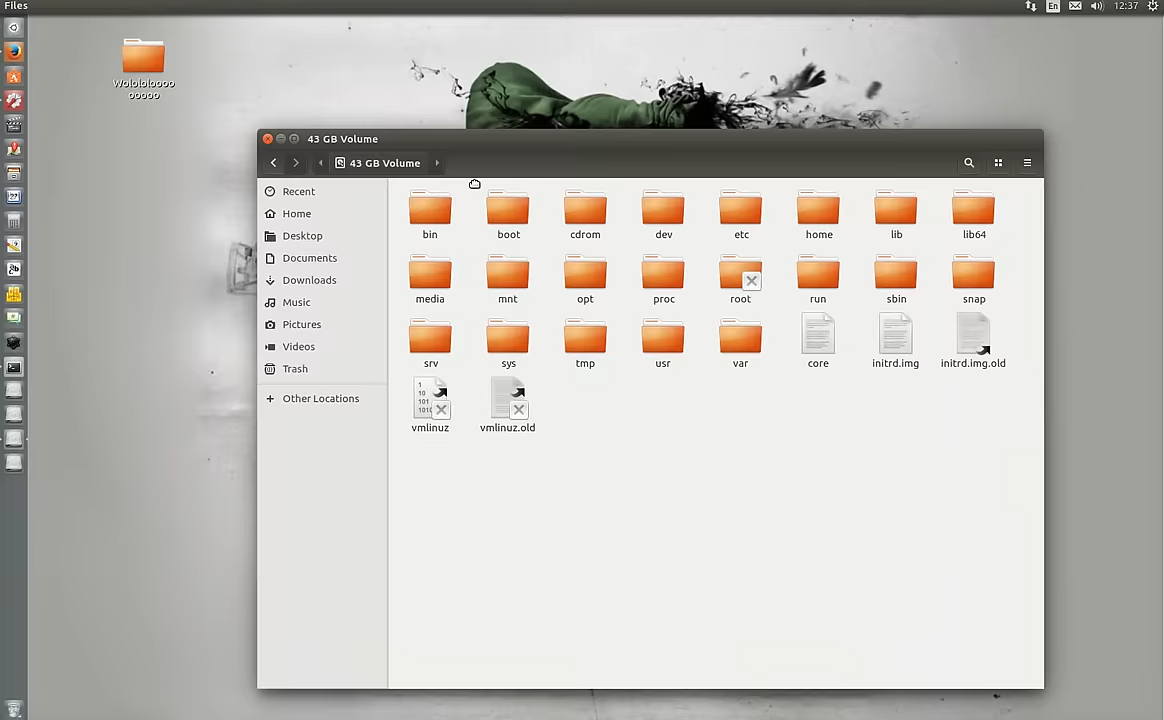 Files
En
12:37
Walolololoooo
ooooo
43 GB Volume
43 GB Volume
Recent
Home
Desktop
Documents
Downloads
Music
Pictures
Videos
Trash
+ Other Locations
bin
boot
cdrom
dev
etc
home
lib
lib64
media
mnt
opt
proc
root
run
sbin
snap
srv
sys
tmp
usr
var
core
initrd.img
initrd.img.old
vmlinuz
vmlinuz.old